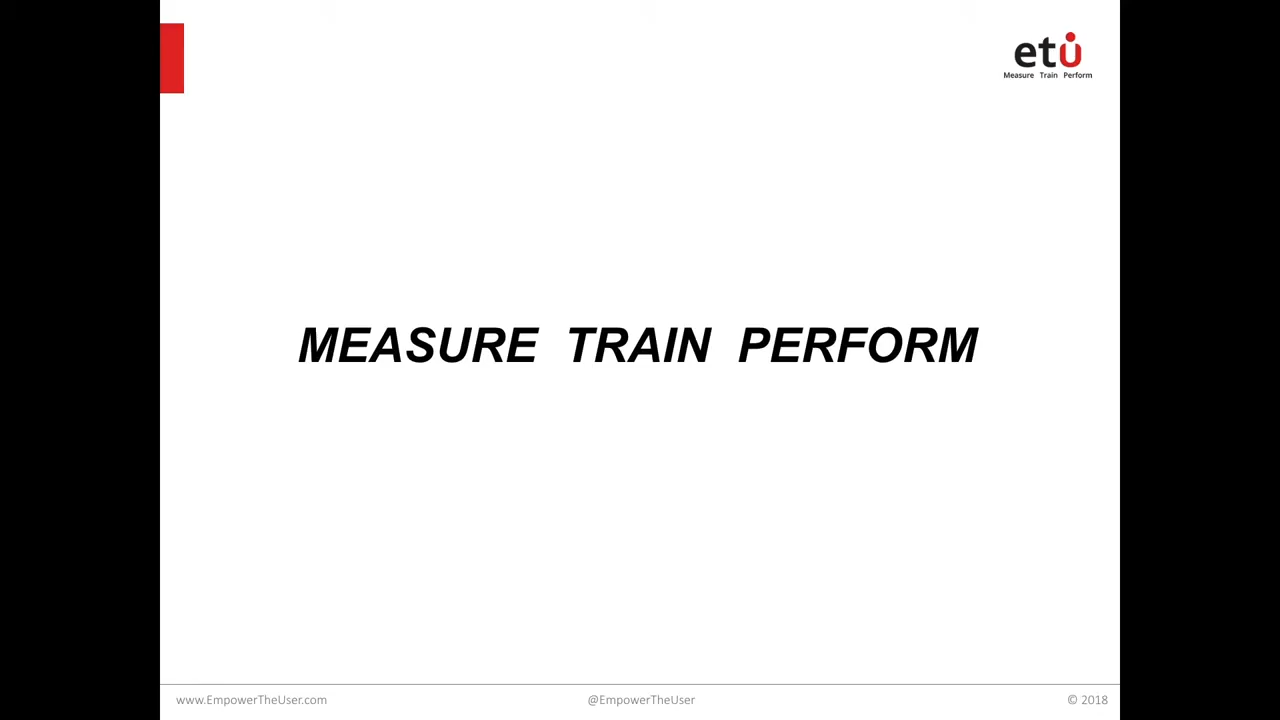 etu
Measure Train Perform
MEASURE TRAIN PERFORM
www.EmpowerTheUser.com
@EmpowerTheUser
© 2018